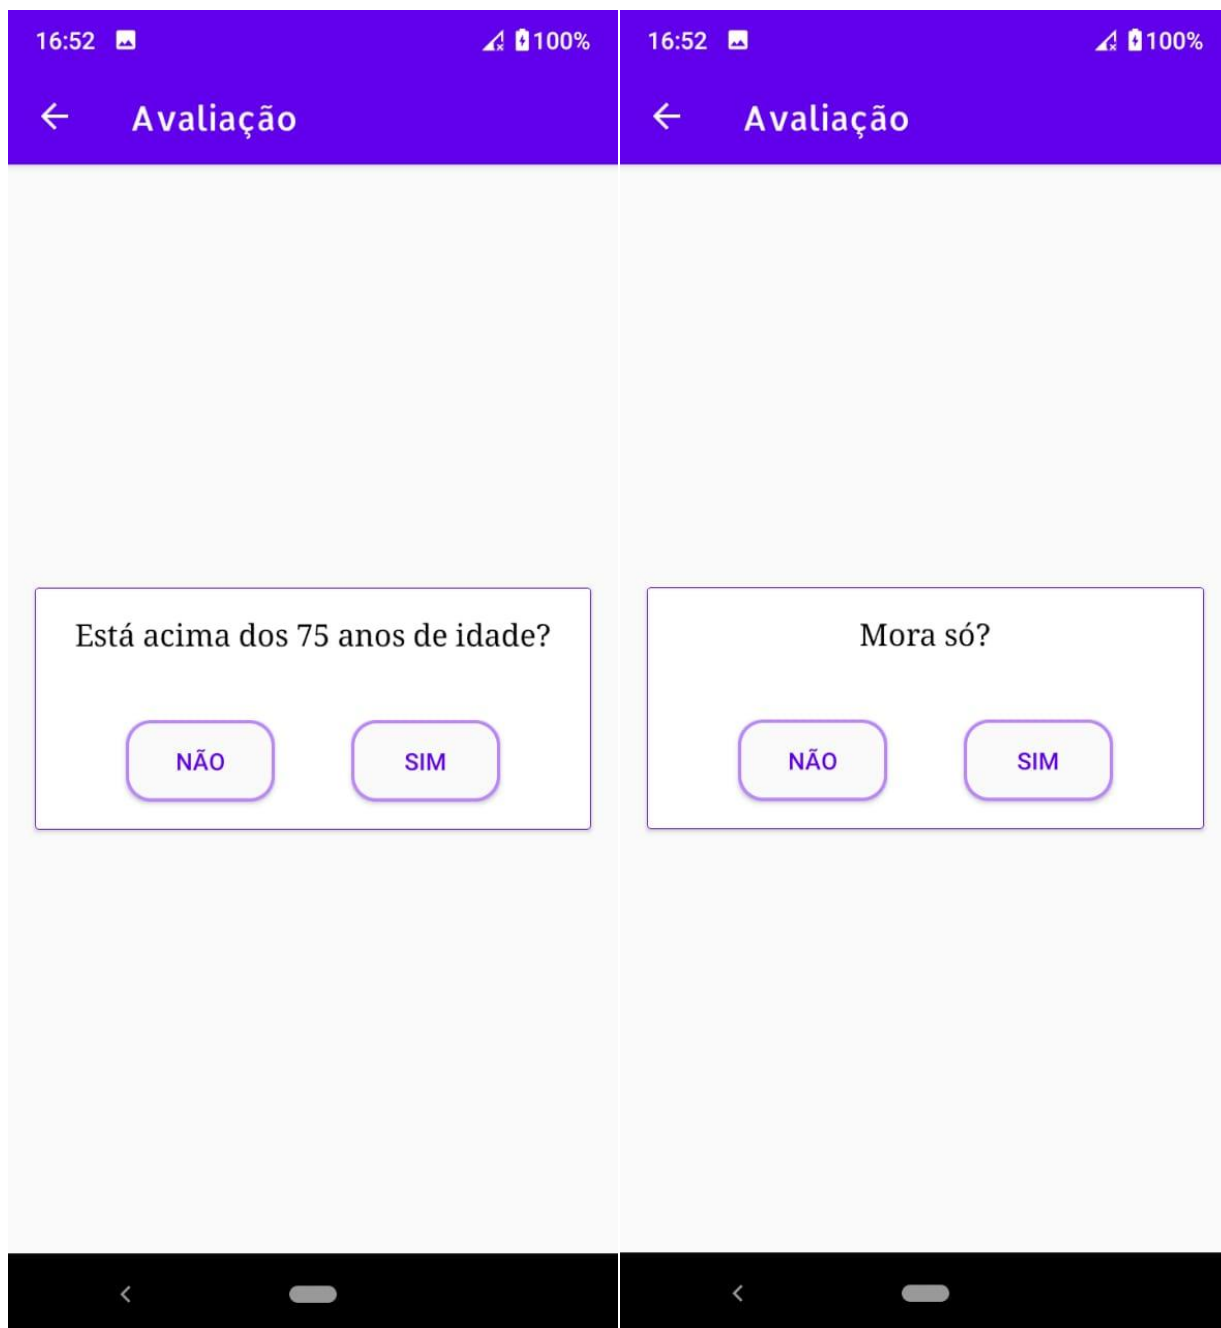 16:52 100%
Avaliação
Está acima dos 75 anos de idade?
NÃO SIM
16:52 100%
Avaliação
Mora só?
NÃO SIM